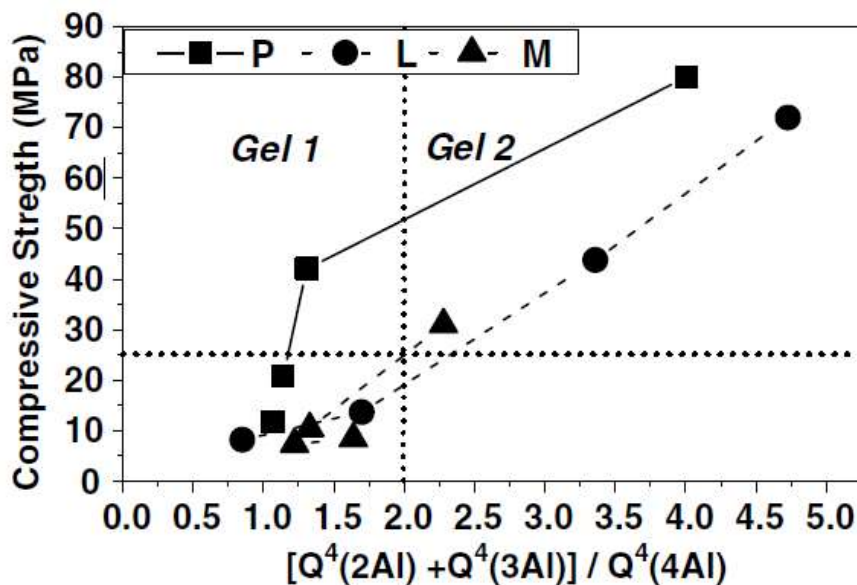 P L M
Gel 1 Gel 2
Compressive Stregth (MPa)
90
80
70
60
50
40
30
20
10
0
0.0 0.5 1.0 1.5 2.0 2.5 3.0 3.5 4.0 4.5 5.0
[Q⁴(2Al) +Q⁴(3Al)] / Q⁴(4Al)